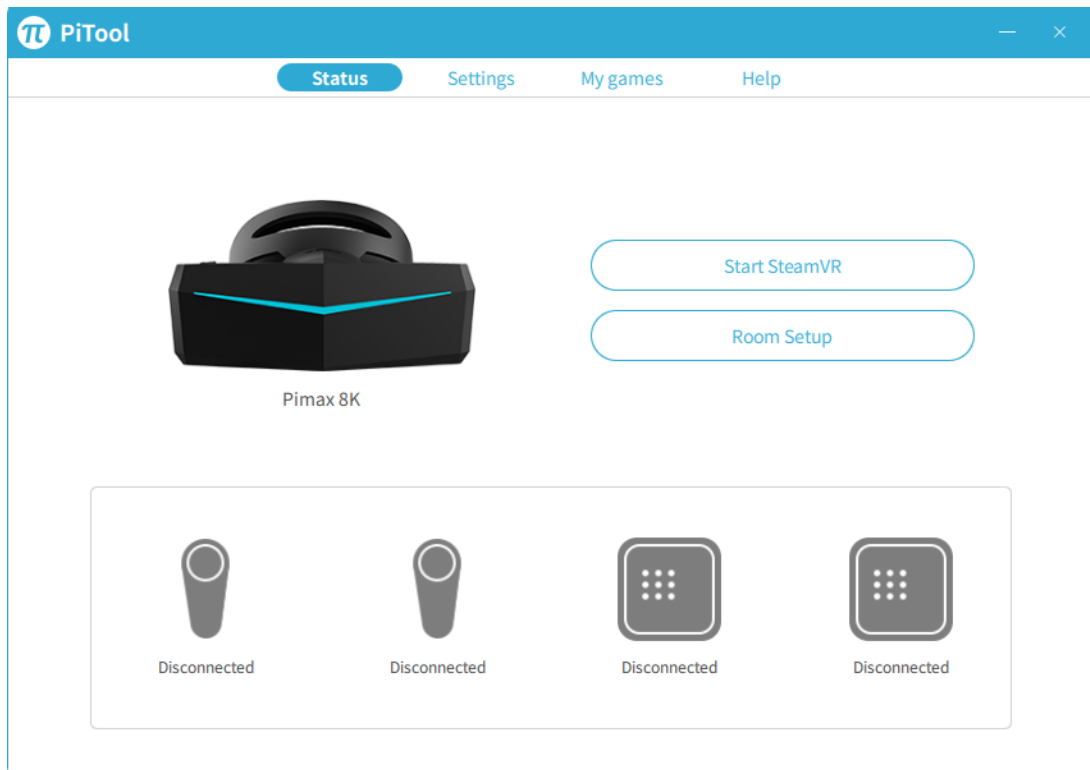 π PiTool
Status Settings My games Help
Start SteamVR
Room Setup
Pimax 8K
Disconnected Disconnected Disconnected Disconnected